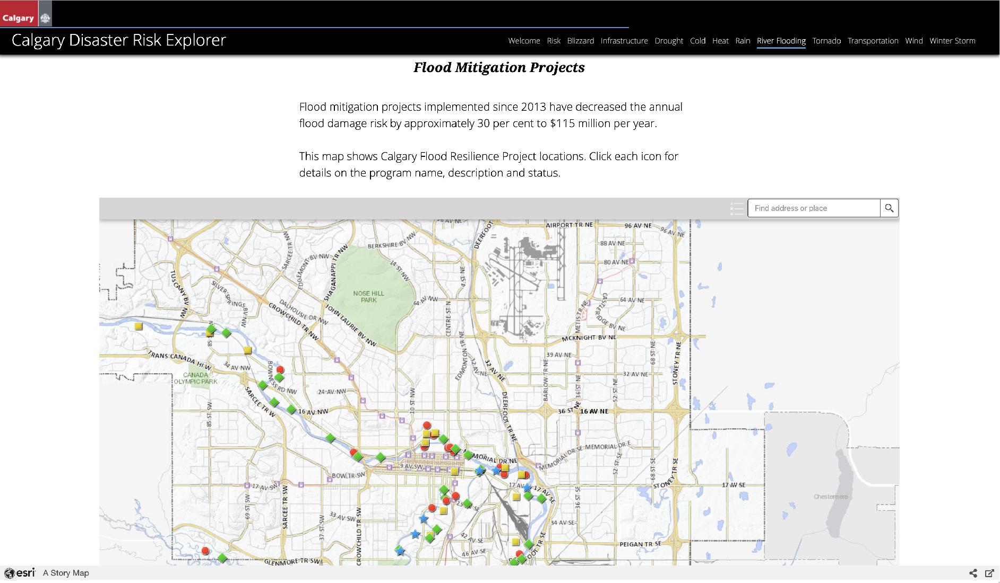 Calgary
Calgary Disaster Risk Explorer
Welcome Risk Blizzard Infrastructure Drought Cold Heat Rain River Flooding Tornado Transportation Wind Winter Storm
Flood Mitigation Projects
Flood mitigation projects implemented since 2013 have decreased the annual
flood damage risk by approximately 30 per cent to $115 million per year.
This map shows Calgary Flood Resilience Project locations. Click each icon for
details on the program name, description and status.
Find address or place
AIRPORT TR NE
96 AV NE
96 AV NE
DEERFOOT
BERKSHIRE BV NW
88 AV NE
80 AV NE
SARCEE TR NW
EDGEMONT BV NW
SHAGANAPPI TR NW
14 ST NW
4 ST NE
TUSCANY BV NW
SILVER SPRINGS BV NW
NOSE HILL
PARK
64 AV NW
64 AV NE
CASTLERIDGE BV NE
METIS TR NE
DALHOUSIE DR NW
CROWCHILD TR NW
JOHN LAURIE BV NW
CENTRE ST N
EDMONTON TR NE
MCKNIGHT BV NE
39 AV NE
68 ST NE
STONEY TR NE
TRANS CANADA HI W
34 AV NW
32 AV NE
32 AV NE
32 AV NE
BARLOW TR NE
36 ST NE
52 ST NE
CANADA
OLYMPIC PARK
BOWNESS RD NW
24 AV NW
SARCEE TR W
10 ST NW
DEERFOOT TR NE
85 ST SW
16 AV NW
36 ST NE
16 AV NE
MEMORIAL DR NE
MEMORIAL DR SE
MEMORIAL DR E
9 AV SW
BOW TR SW
52 ST SE
68 ST SE
STONEY TR SE
17 AV SW
17 AV SE
17 AV SE
36 ST SE
Chestermere
69 ST SW
SARCEE TR SW
33 AV SW
37 ST SW
CROWCHILD TR SW
34 AV SE
42 AV SE
46 AV SE
PEIGAN TR SE
GLENMORE TR SW
esri A Story Map